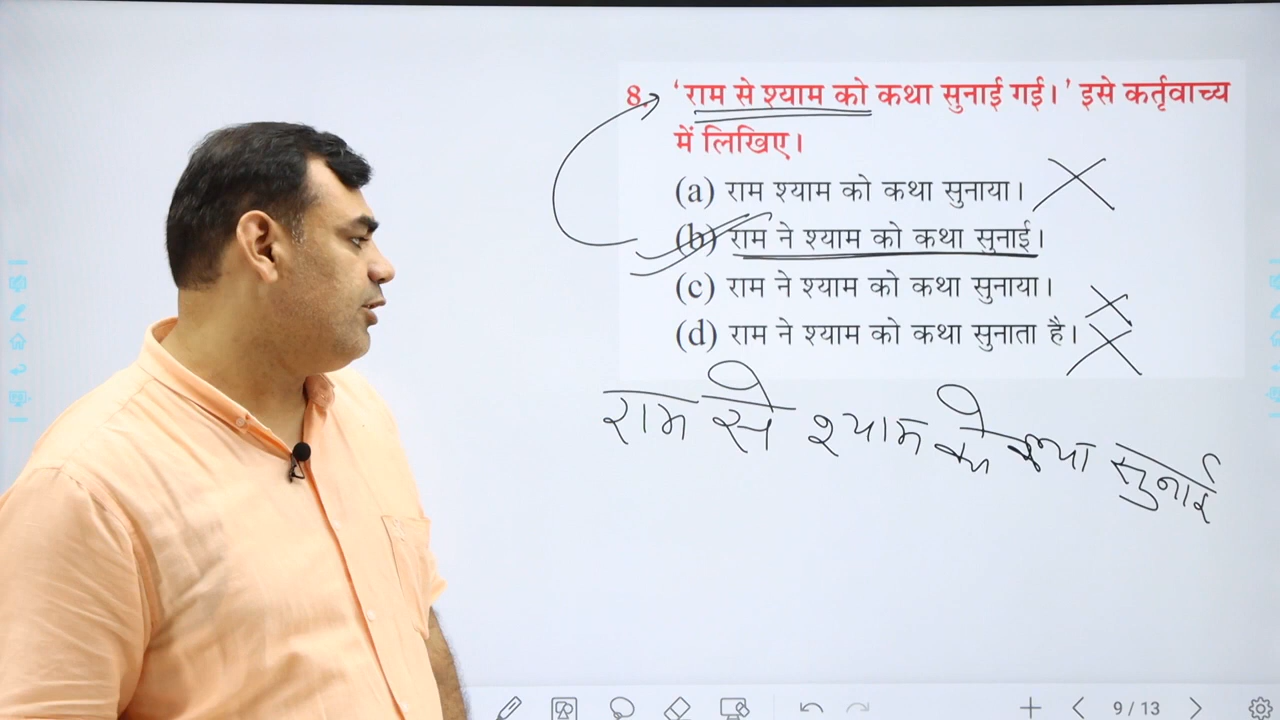 8. ‘राम से श्याम को कथा सुनाई गई।’ इसे कर्तृवाच्य
में लिखिए।
(a) राम श्याम को कथा सुनाया।
(b) राम ने श्याम को कथा सुनाई।
(c) राम ने श्याम को कथा सुनाया।
(d) राम ने श्याम को कथा सुनाता है।
राम से श्याम को कथा सुनाई
9/13